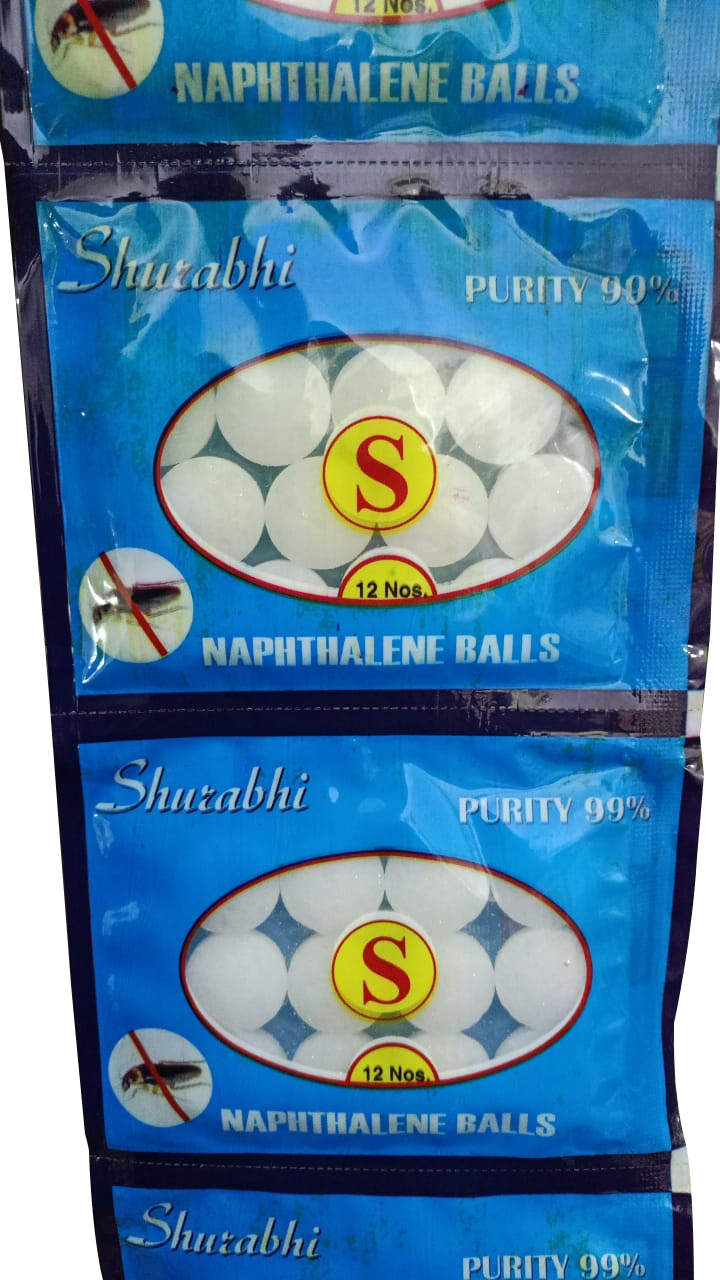 12 Nos.
NAPHTHALENE BALLS
Shurabhi
PURITY 99%
S
12 Nos.
NAPHTHALENE BALLS
Shurabhi
PURITY 99%
S
12 Nos.
NAPHTHALENE BALLS
Shurabhi
PURITY 99%